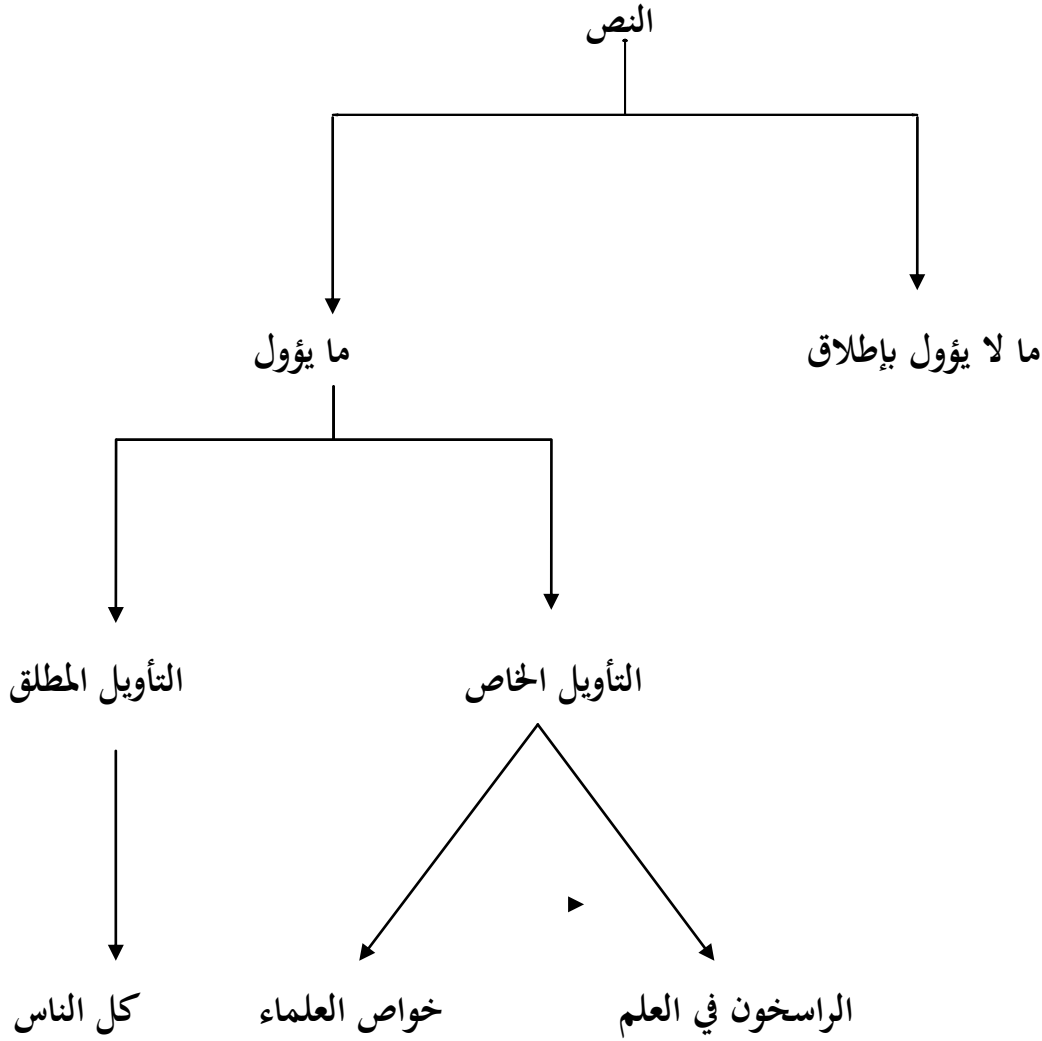 النص
ما لا يؤول بإطلاق
ما يؤول
التأويل الخاص
التأويل المطلق
الراسخون في العلم
خواص العلماء
كل الناس